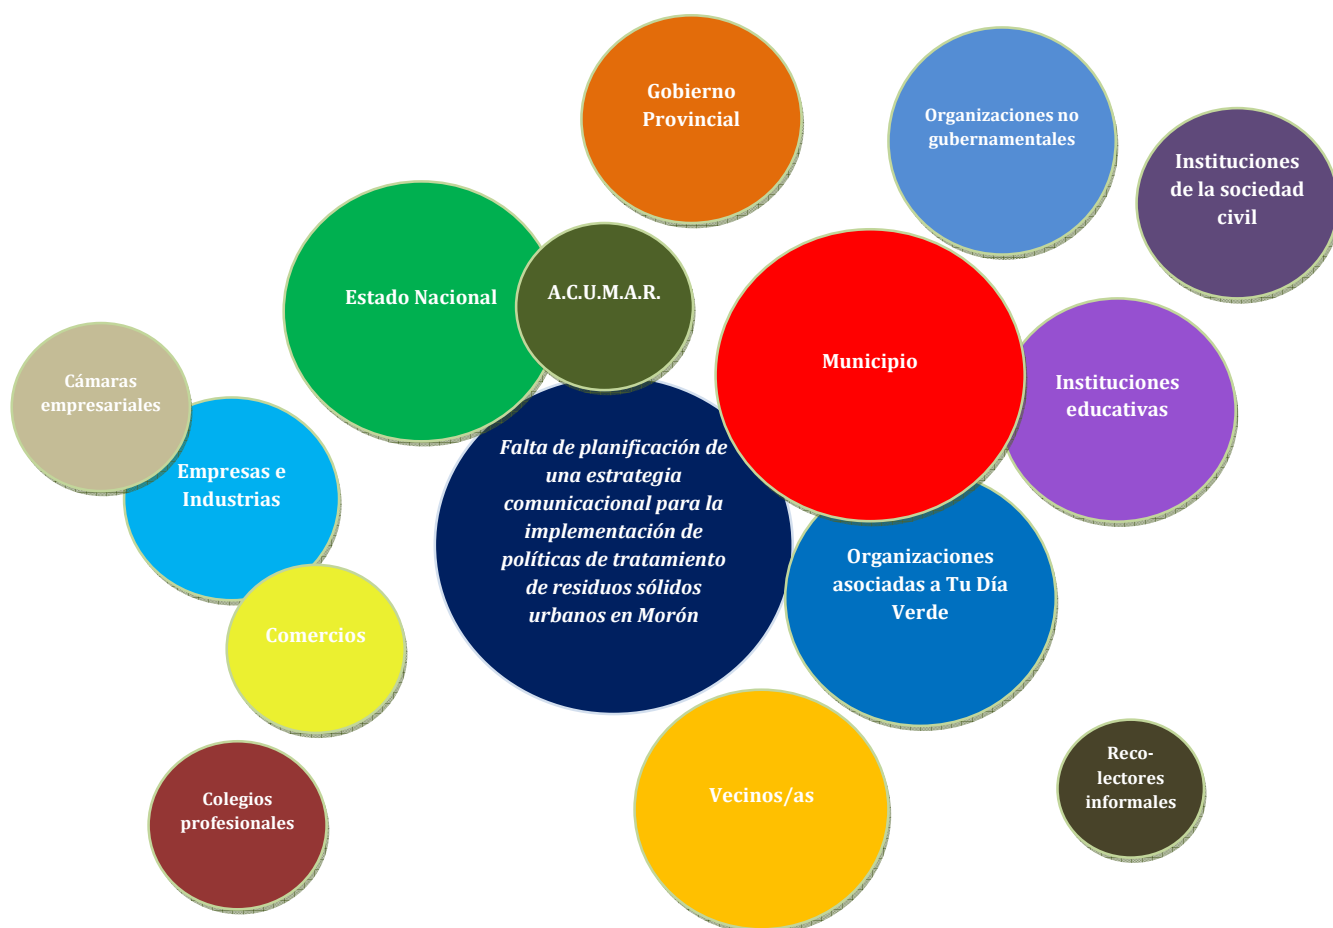 Gobierno
Provincial
Organizaciones no
gubernamentales
Instituciones
de la sociedad
civil
Estado Nacional
A.C.U.M.A.R.
Municipio
Instituciones
educativas
Cámaras
empresariales
Empresas e
Industrias
Falta de planificación de
una estrategia
comunicacional para la
implementación de
políticas de tratamiento
de residuos sólidos
urbanos en Morón
Organizaciones
asociadas a Tu Día
Verde
Comercios
Vecinos/as
Reco-
lectores
informales
Colegios
profesionales